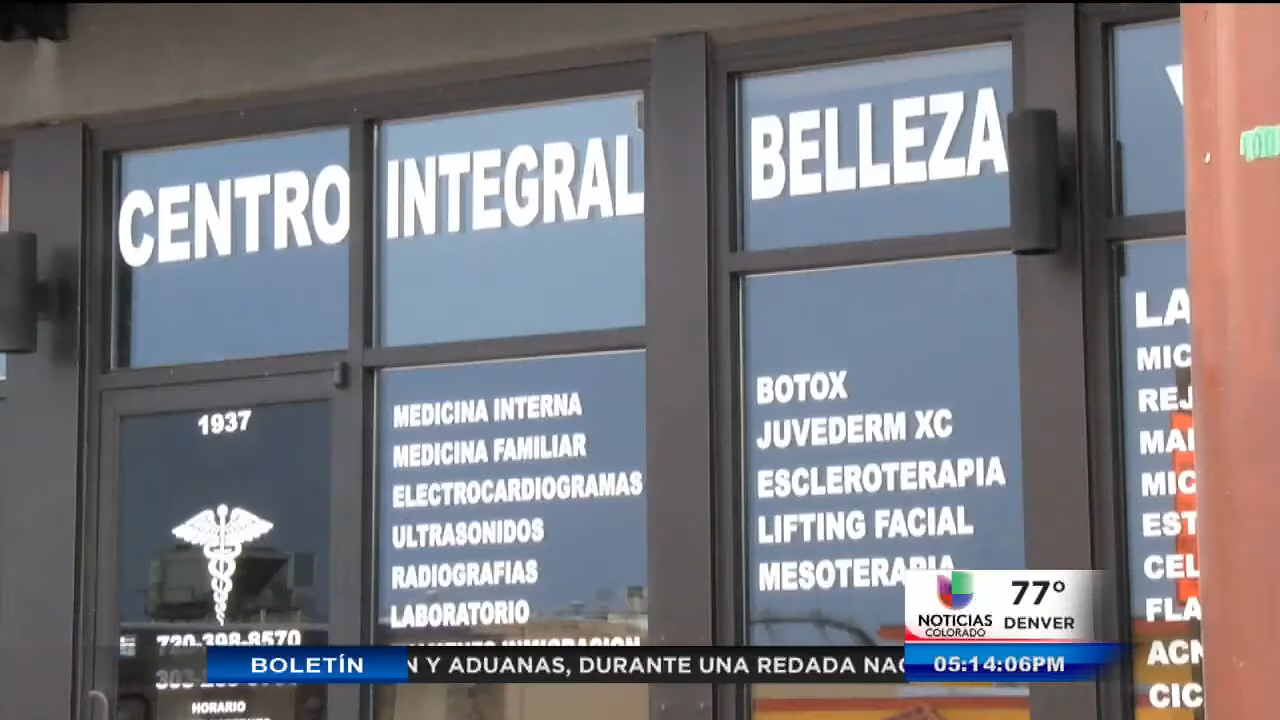 CENTRO INTEGRAL BELLEZA
1937
720-398-8570
HORARIO
MEDICINA INTERNA
MEDICINA FAMILIAR
ELECTROCARDIOGRAMAS
ULTRASONIDOS
RADIOGRAFIAS
LABORATORIO
BOTOX
JUVEDERM XC
ESCLEROTERAPIA
LIFTING FACIAL
MESOTERAPIA
LA
MIC
REJ
MIC
EST
CEL
FLA
ACN
CIC
NOTICIAS
COLORADO
77°
DENVER
BOLETÍN
N Y ADUANAS, DURANTE UNA REDADA NAC
05:14:06PM